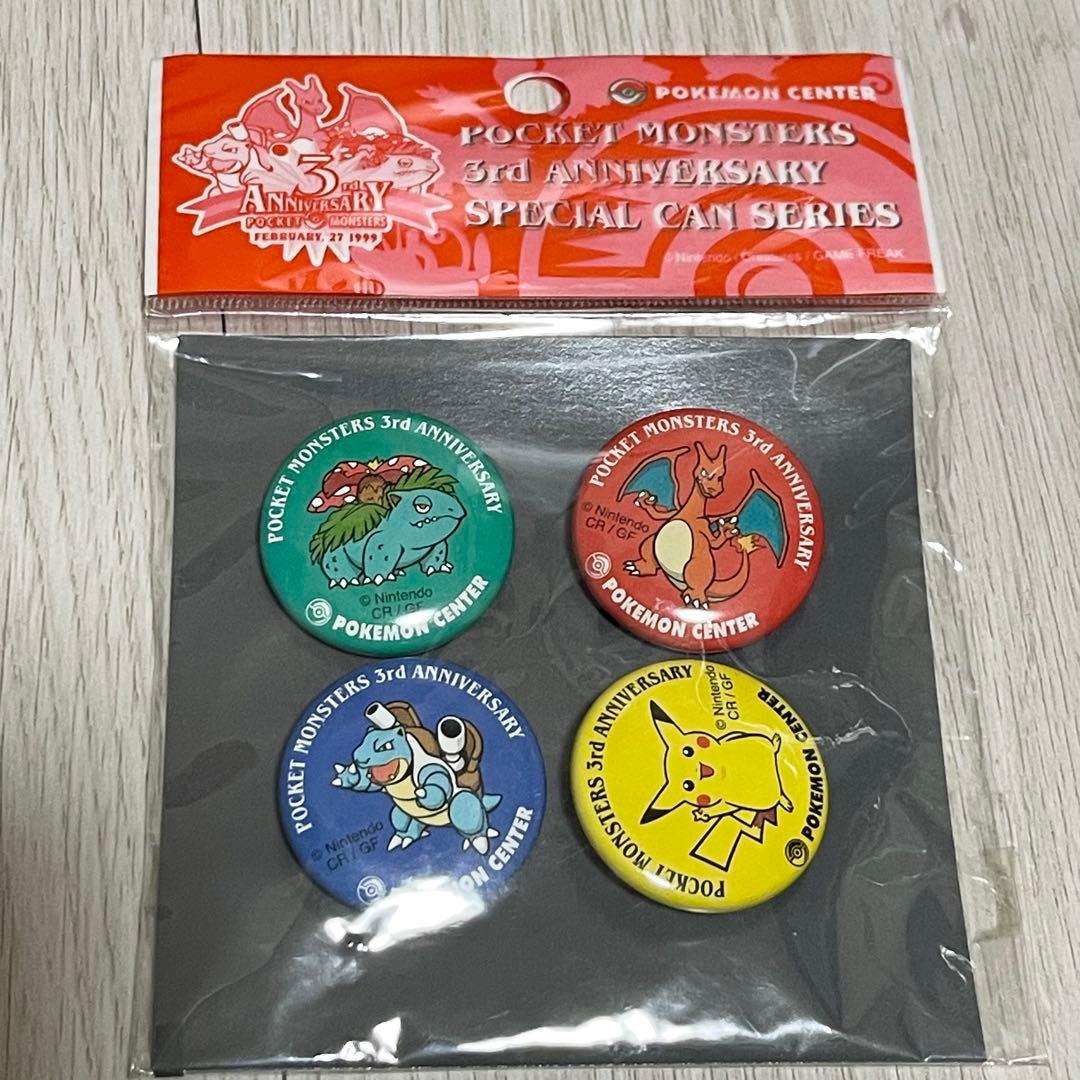 POKEMON CENTER
POCKET MONSTERS
3rd ANNIVERSARY
SPECIAL CAN SERIES
© Nintendo / Creatures / GAME FREAK
3rd
ANNIVERSARY
POCKET MONSTERS
FEBRUARY, 27 1999
POCKET MONSTERS 3rd ANNIVERSARY
© Nintendo
CR / GF
POKEMON CENTER
POCKET MONSTERS 3rd ANNIVERSARY
© Nintendo
CR / GF
POKEMON CENTER
POCKET MONSTERS 3rd ANNIVERSARY
© Nintendo
CR / GF
POKEMON CENTER
POCKET MONSTERS 3rd ANNIVERSARY
© Nintendo
CR / GF
POKEMON CENTER